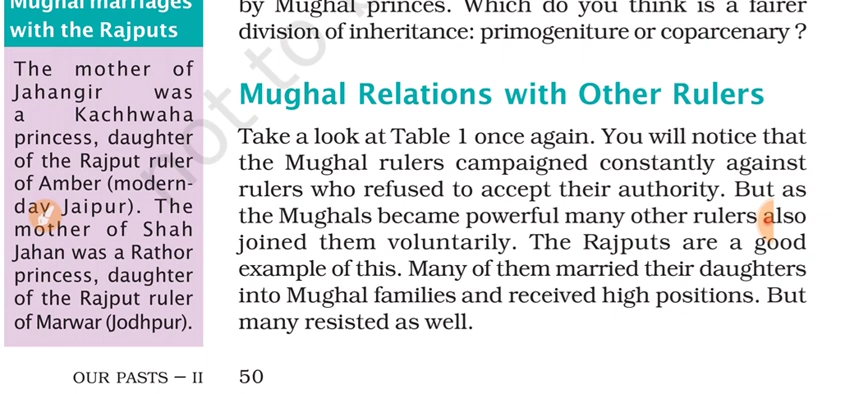 Mughal marriages
with the Rajputs
The mother of
Jahangir was
a Kachhwaha
princess, daughter
of the Rajput ruler
of Amber (modern-
day Jaipur). The
mother of Shah
Jahan was a Rathor
princess, daughter
of the Rajput ruler
of Marwar (Jodhpur).
by Mughal princes. Which do you think is a fairer
division of inheritance: primogeniture or coparcenary ?
Mughal Relations with Other Rulers
Take a look at Table 1 once again. You will notice that
the Mughal rulers campaigned constantly against
rulers who refused to accept their authority. But as
the Mughals became powerful many other rulers also
joined them voluntarily. The Rajputs are a good
example of this. Many of them married their daughters
into Mughal families and received high positions. But
many resisted as well.
OUR PASTS – II 50
not to